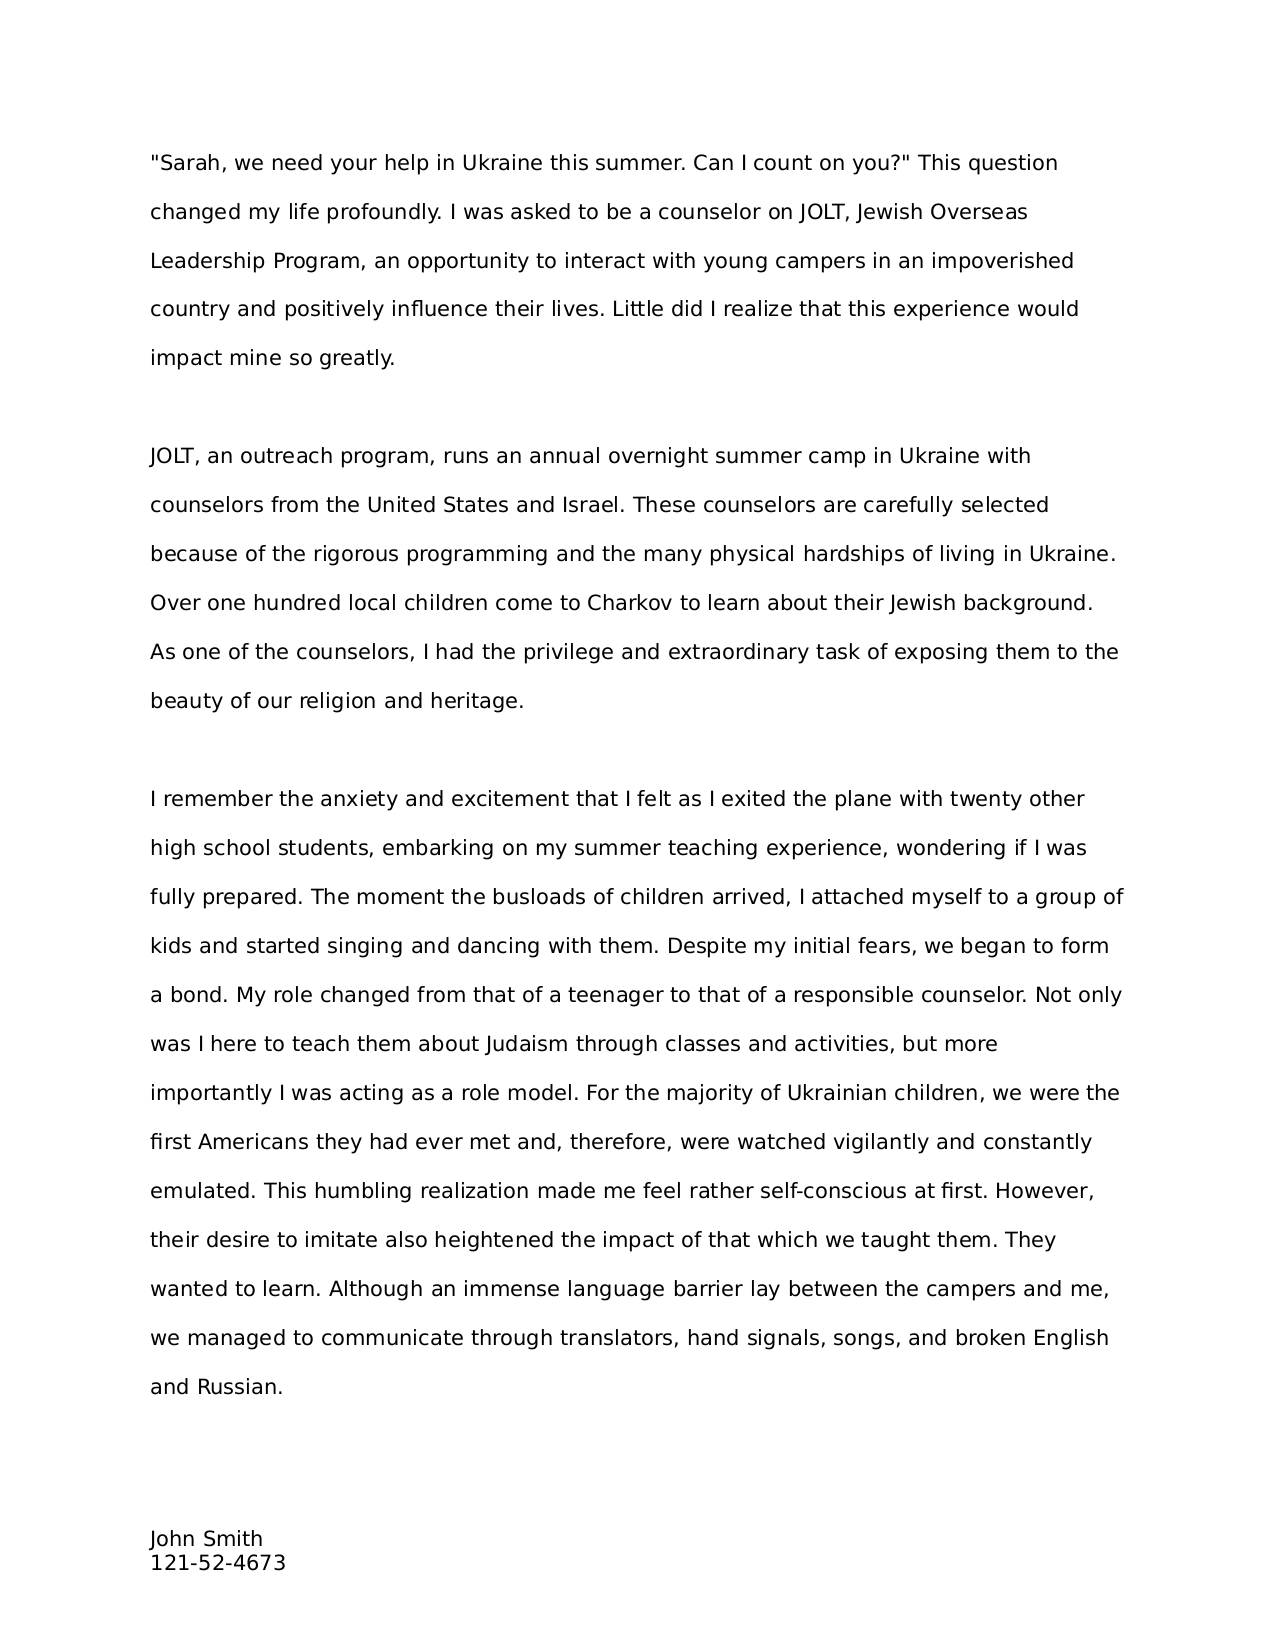 "Sarah, we need your help in Ukraine this summer. Can I count on you?" This question
changed my life profoundly. I was asked to be a counselor on JOLT, Jewish Overseas
Leadership Program, an opportunity to interact with young campers in an impoverished
country and positively influence their lives. Little did I realize that this experience would
impact mine so greatly.
JOLT, an outreach program, runs an annual overnight summer camp in Ukraine with
counselors from the United States and Israel. These counselors are carefully selected
because of the rigorous programming and the many physical hardships of living in Ukraine.
Over one hundred local children come to Charkov to learn about their Jewish background.
As one of the counselors, I had the privilege and extraordinary task of exposing them to the
beauty of our religion and heritage.
I remember the anxiety and excitement that I felt as I exited the plane with twenty other
high school students, embarking on my summer teaching experience, wondering if I was
fully prepared. The moment the busloads of children arrived, I attached myself to a group of
kids and started singing and dancing with them. Despite my initial fears, we began to form
a bond. My role changed from that of a teenager to that of a responsible counselor. Not only
was I here to teach them about Judaism through classes and activities, but more
importantly I was acting as a role model. For the majority of Ukrainian children, we were the
first Americans they had ever met and, therefore, were watched vigilantly and constantly
emulated. This humbling realization made me feel rather self-conscious at first. However,
their desire to imitate also heightened the impact of that which we taught them. They
wanted to learn. Although an immense language barrier lay between the campers and me,
we managed to communicate through translators, hand signals, songs, and broken English
and Russian.
John Smith
121-52-4673